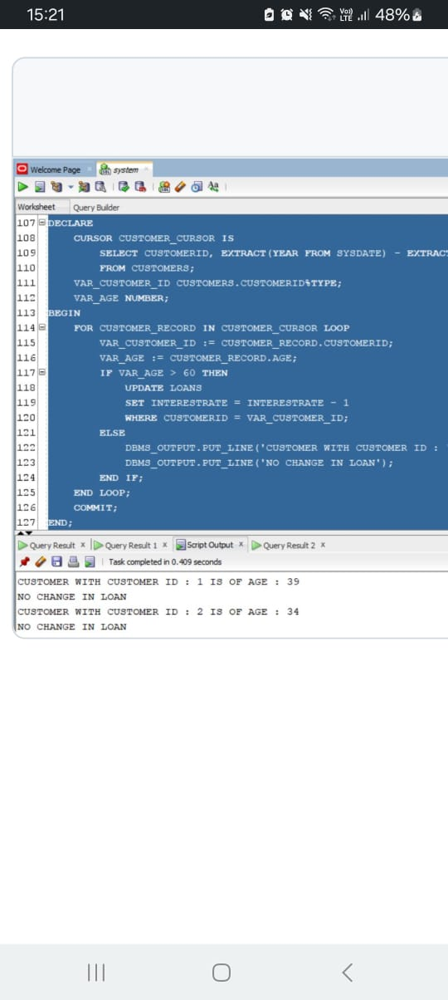 15:21
Vo)) LTE 48%
Welcome Page × system ×
Worksheet Query Builder
107 DECLARE
108 CURSOR CUSTOMER_CURSOR IS
109 SELECT CUSTOMERID, EXTRACT(YEAR FROM SYSDATE) - EXTRACT
110 FROM CUSTOMERS;
111 VAR_CUSTOMER_ID CUSTOMERS.CUSTOMERID%TYPE;
112 VAR_AGE NUMBER;
113 BEGIN
114 FOR CUSTOMER_RECORD IN CUSTOMER_CURSOR LOOP
115 VAR_CUSTOMER_ID := CUSTOMER_RECORD.CUSTOMERID;
116 VAR_AGE := CUSTOMER_RECORD.AGE;
117 IF VAR_AGE > 60 THEN
118 UPDATE LOANS
119 SET INTERESTRATE = INTERESTRATE - 1
120 WHERE CUSTOMERID = VAR_CUSTOMER_ID;
121 ELSE
122 DBMS_OUTPUT.PUT_LINE('CUSTOMER WITH CUSTOMER ID : '
123 DBMS_OUTPUT.PUT_LINE('NO CHANGE IN LOAN');
124 END IF;
125 END LOOP;
126 COMMIT;
127 END;
Query Result × Query Result 1 × Script Output × Query Result 2 ×
Task completed in 0.409 seconds
CUSTOMER WITH CUSTOMER ID : 1 IS OF AGE : 39
NO CHANGE IN LOAN
CUSTOMER WITH CUSTOMER ID : 2 IS OF AGE : 34
NO CHANGE IN LOAN